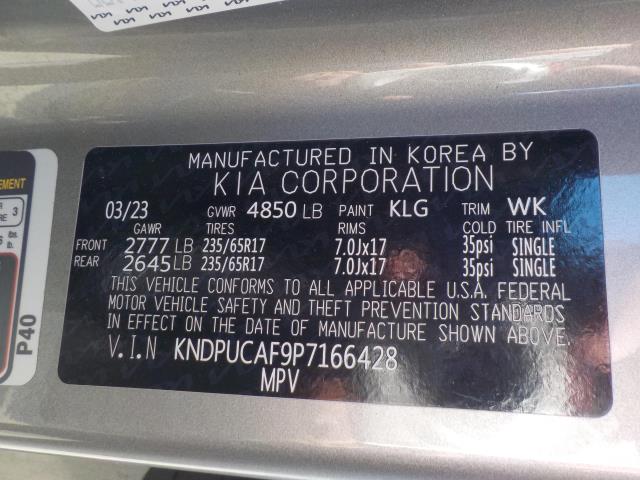 MANUFACTURED IN KOREA BY
KIA CORPORATION
03/23 GVWR 4850 LB PAINT KLG TRIM WK
GAWR TIRES RIMS COLD TIRE INFL
FRONT 2777 LB 235/65R17 7.0Jx17 35psi SINGLE
REAR 2645 LB 235/65R17 7.0Jx17 35psi SINGLE
THIS VEHICLE CONFORMS TO ALL APPLICABLE U.S.A. FEDERAL
MOTOR VEHICLE SAFETY AND THEFT PREVENTION STANDARDS
IN EFFECT ON THE DATE OF MANUFACTURE SHOWN ABOVE.
V.I.N KNDPUCAF9P7166428
MPV
3
P40